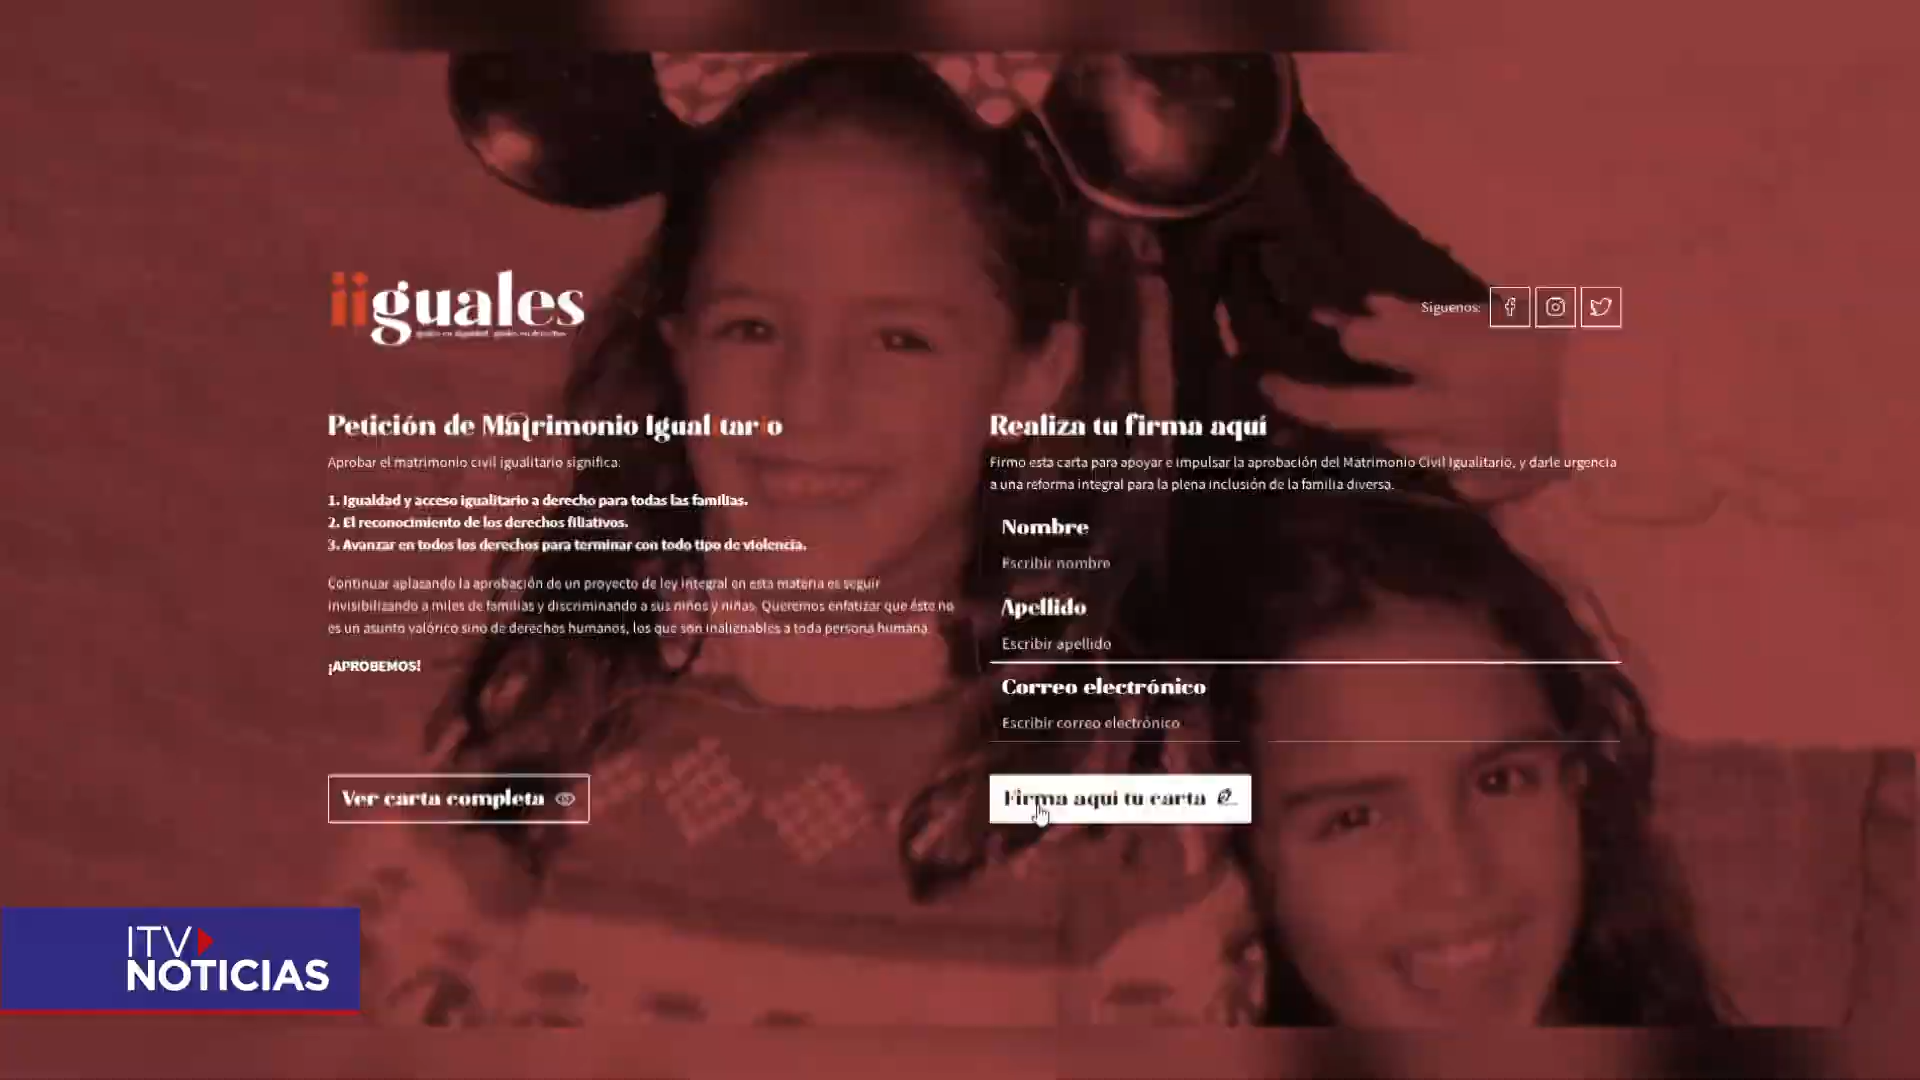 iiguales
Síguenos:
Petición de Matrimonio Igualitario
Aprobar el matrimonio civil igualitario significa:
1. Igualdad y acceso igualitario a derecho para todas las familias.
2. El reconocimiento de los derechos filiativos.
3. Avanzar en todos los derechos para terminar con todo tipo de violencia.
Continuar aplazando la aprobación de un proyecto de ley integral en esta materia es seguir
invisibilizando a miles de familias y discriminando a sus niños y niñas. Queremos enfatizar que éste no
es un asunto valórico sino de derechos humanos, los que son inalienables a toda persona humana.
¡APROBEMOS!
Ver carta completa
Realiza tu firma aquí
Firmo esta carta para apoyar e impulsar la aprobación del Matrimonio Civil Igualitario, y darle urgencia
a una reforma integral para la plena inclusión de la familia diversa.
Nombre
Escribir nombre
Apellido
Escribir apellido
Correo electrónico
Escribir correo electrónico
Firma aquí tu carta
ITV
NOTICIAS